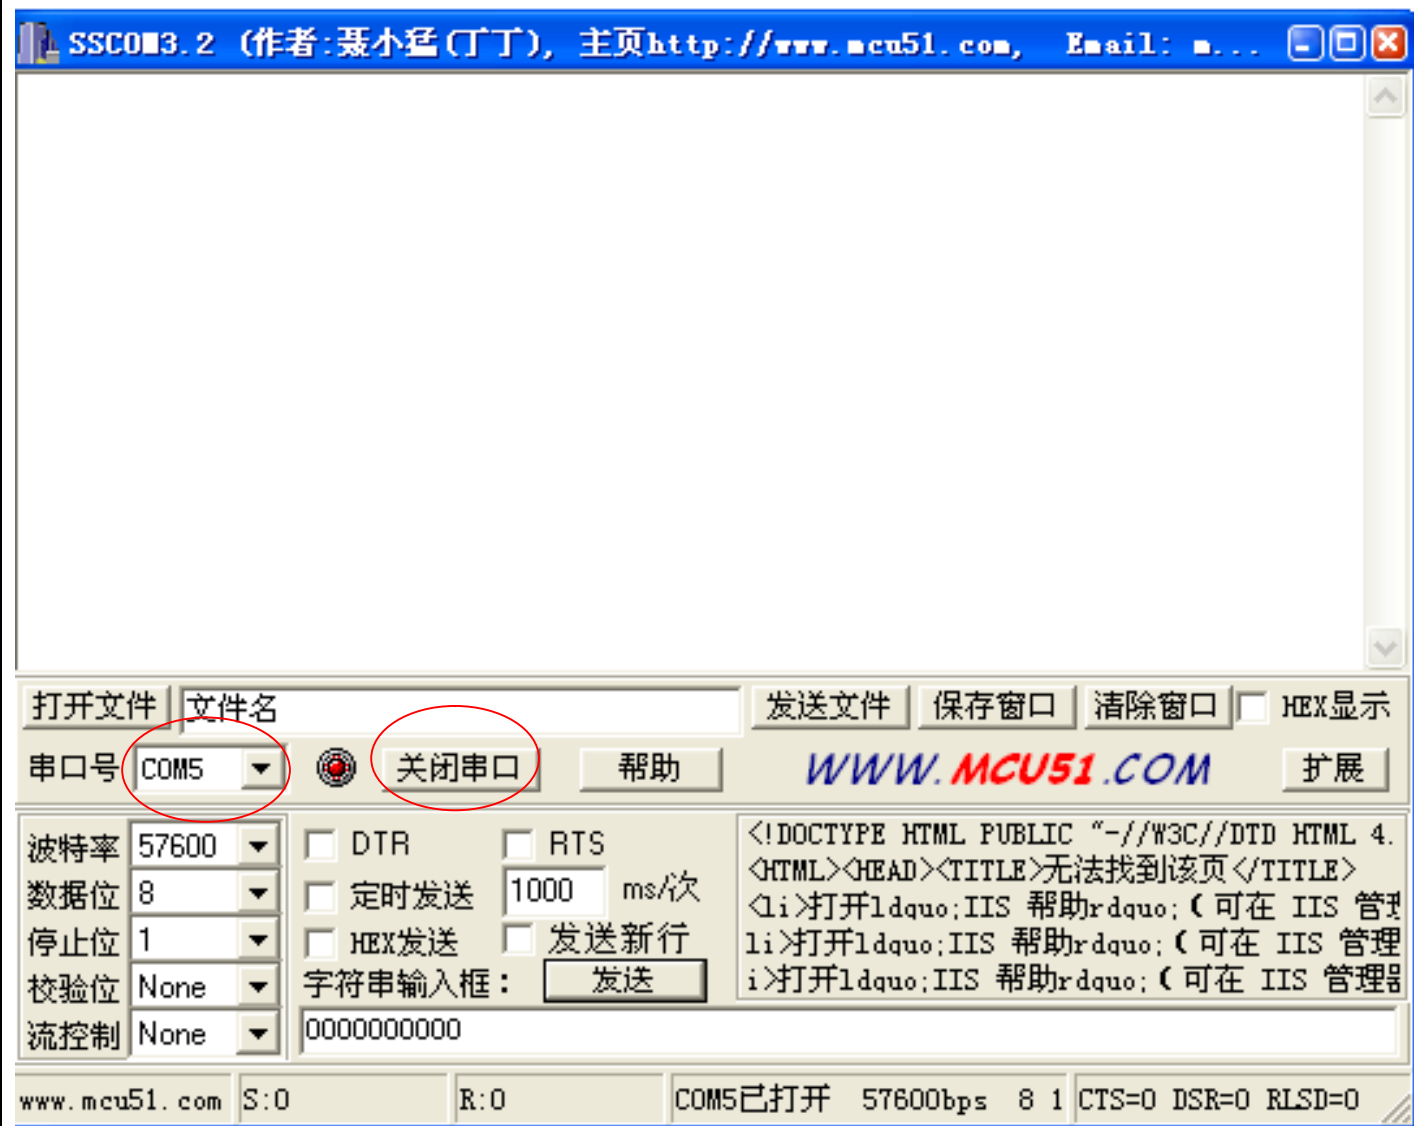 SSCOM3.2 (作者:聂小猛(丁丁), 主页http://www.mcu51.com, Email: m...
打开文件 文件名 发送文件 保存窗口 清除窗口 HEX显示
串口号 COM5 关闭串口 帮助 WWW.MCU51.COM 扩展
波特率 57600 DTR RTS
数据位 8 定时发送 1000 ms/次
停止位 1 HEX发送 发送新行
校验位 None 字符串输入框: 发送
流控制 None 0000000000
<!DOCTYPE HTML PUBLIC "-//W3C//DTD HTML 4.
<HTML><HEAD><TITLE>无法找到该页</TITLE>
<li>打开ldquo;IIS 帮助rdquo;(可在 IIS 管理
li>打开ldquo;IIS 帮助rdquo;(可在 IIS 管理
i>打开ldquo;IIS 帮助rdquo;(可在 IIS 管理器
www.mcu51.com S:0 R:0 COM5已打开 57600bps 8 1 CTS=0 DSR=0 RLSD=0